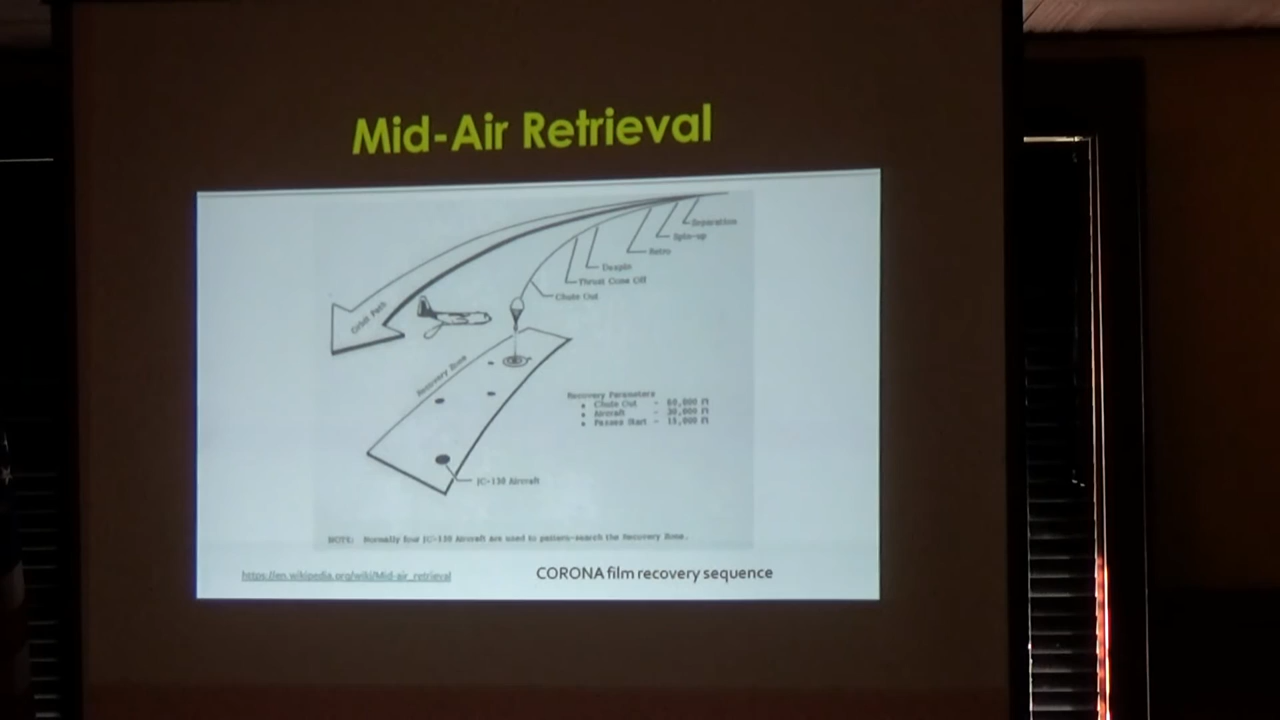 Mid-Air Retrieval
Separation
Spin-up
Retro
Despin
Thrust Cone Off
Chute Out
Orbit Path
Recovery Zone
Recovery Parameters
• Chute Out - 60,000 Ft
• Aircraft - 30,000 Ft
• Passes Start - 15,000 Ft
JC-130 Aircraft
NOTE: Normally four JC-130 Aircraft are used to pattern-search the Recovery Zone.
https://en.wikipedia.org/wiki/Mid-air_retrieval
CORONA film recovery sequence